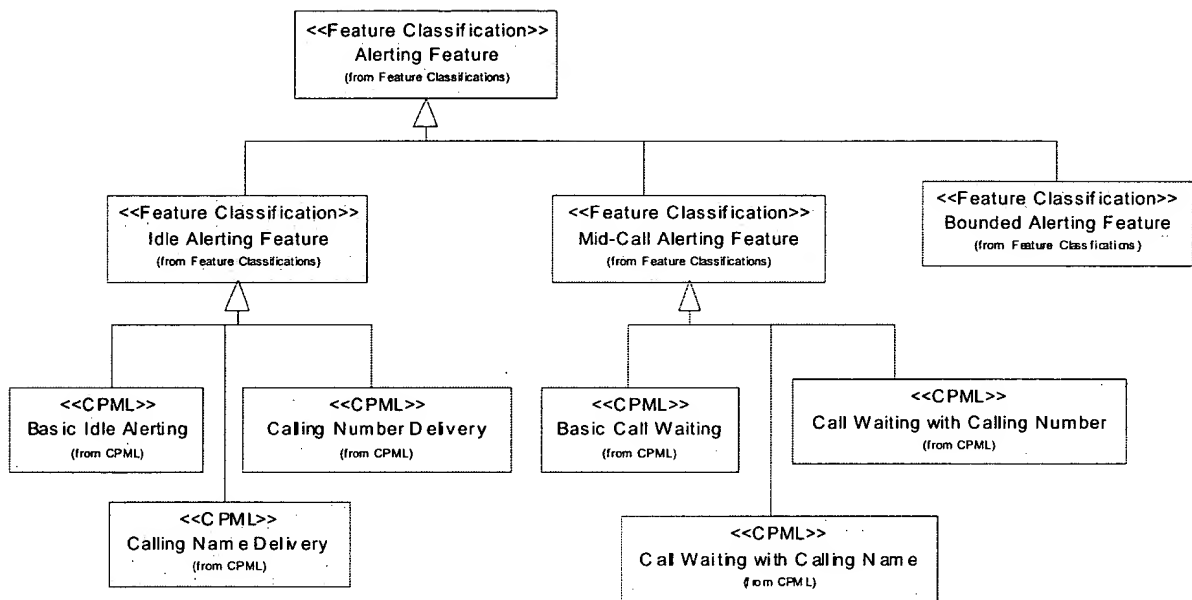 <<Feature Classification>>
Alerting Feature
(from Feature Classifications)
<<Feature Classification>>
Idle Alerting Feature
(from Feature Classifications)
<<Feature Classification>>
Mid-Call Alerting Feature
(from Feature Classifications)
<<Feature Classification>>
Bounded Alerting Feature
(from Feature Classfications)
<<CPML>>
Basic Idle Alerting
(from CPML)
<<CPML>>
Calling Number Delivery
(from CPML)
<<CPML>>
Basic Call Waiting
(from CPML)
<<CPML>>
Call Waiting with Calling Number
(from CPML)
<<CPML>>
Calling Name Delivery
(from CPML)
<<CPML>>
Call Waiting with Calling Name
(from CPML)